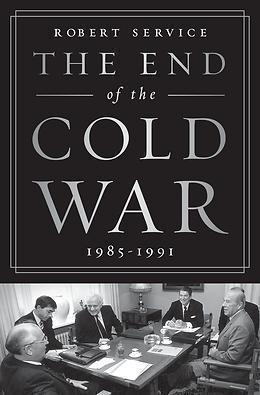 ROBERT SERVICE
THE END
of the
COLD
WAR
1985-1991